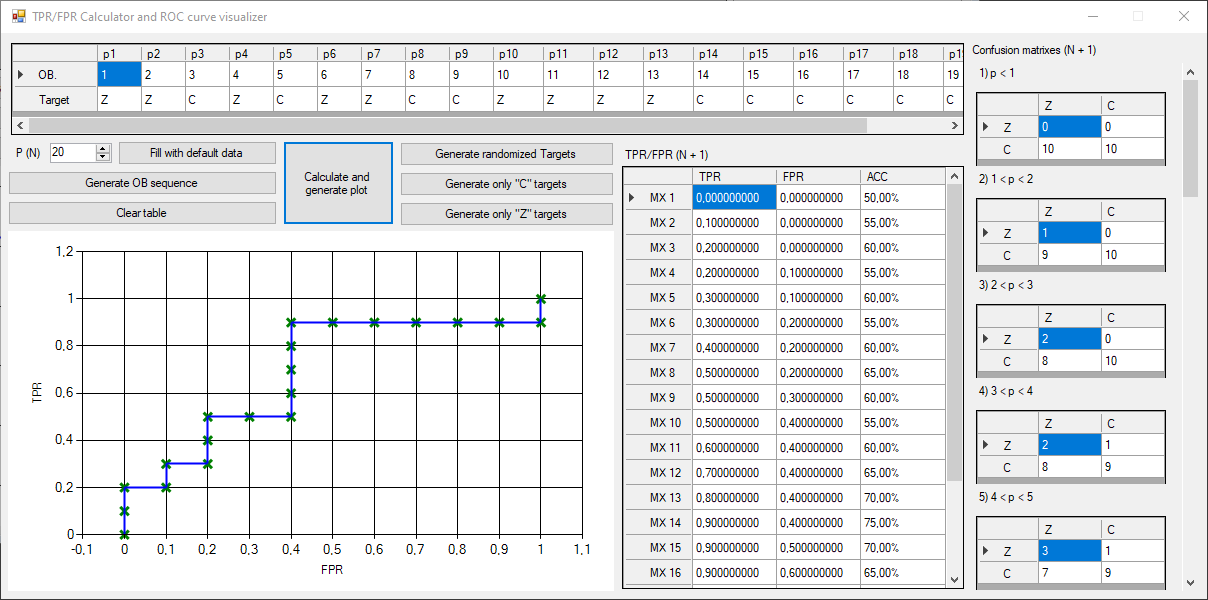 TPR/FPR Calculator and ROC curve visualizer
p1 p2 p3 p4 p5 p6 p7 p8 p9 p10 p11 p12 p13 p14 p15 p16 p17 p18 p19
OB. 1 2 3 4 5 6 7 8 9 10 11 12 13 14 15 16 17 18 19
Target Z Z C Z C Z Z C C Z Z Z Z C C C C C C
P (N) 20 Fill with default data
Generate OB sequence
Clear table
Calculate and
generate plot
Generate randomized Targets
Generate only "C" targets
Generate only "Z" targets
1,2
1
0,8
0,6
0,4
0,2
0
TPR
-0,1 0 0,1 0,2 0,3 0,4 0,5 0,6 0,7 0,8 0,9 1 1,1
FPR
TPR/FPR (N + 1)
TPR FPR ACC
MX 1 0,000000000 0,000000000 50,00%
MX 2 0,100000000 0,000000000 55,00%
MX 3 0,200000000 0,000000000 60,00%
MX 4 0,200000000 0,100000000 55,00%
MX 5 0,300000000 0,100000000 60,00%
MX 6 0,300000000 0,200000000 55,00%
MX 7 0,400000000 0,200000000 60,00%
MX 8 0,500000000 0,200000000 65,00%
MX 9 0,500000000 0,300000000 60,00%
MX 10 0,500000000 0,400000000 55,00%
MX 11 0,600000000 0,400000000 60,00%
MX 12 0,700000000 0,400000000 65,00%
MX 13 0,800000000 0,400000000 70,00%
MX 14 0,900000000 0,400000000 75,00%
MX 15 0,900000000 0,500000000 70,00%
MX 16 0,900000000 0,600000000 65,00%
Confusion matrixes (N + 1)
1) p < 1
Z C
Z 0 0
C 10 10
2) 1 < p < 2
Z C
Z 1 0
C 9 10
3) 2 < p < 3
Z C
Z 2 0
C 8 10
4) 3 < p < 4
Z C
Z 2 1
C 8 9
5) 4 < p < 5
Z C
Z 3 1
C 7 9